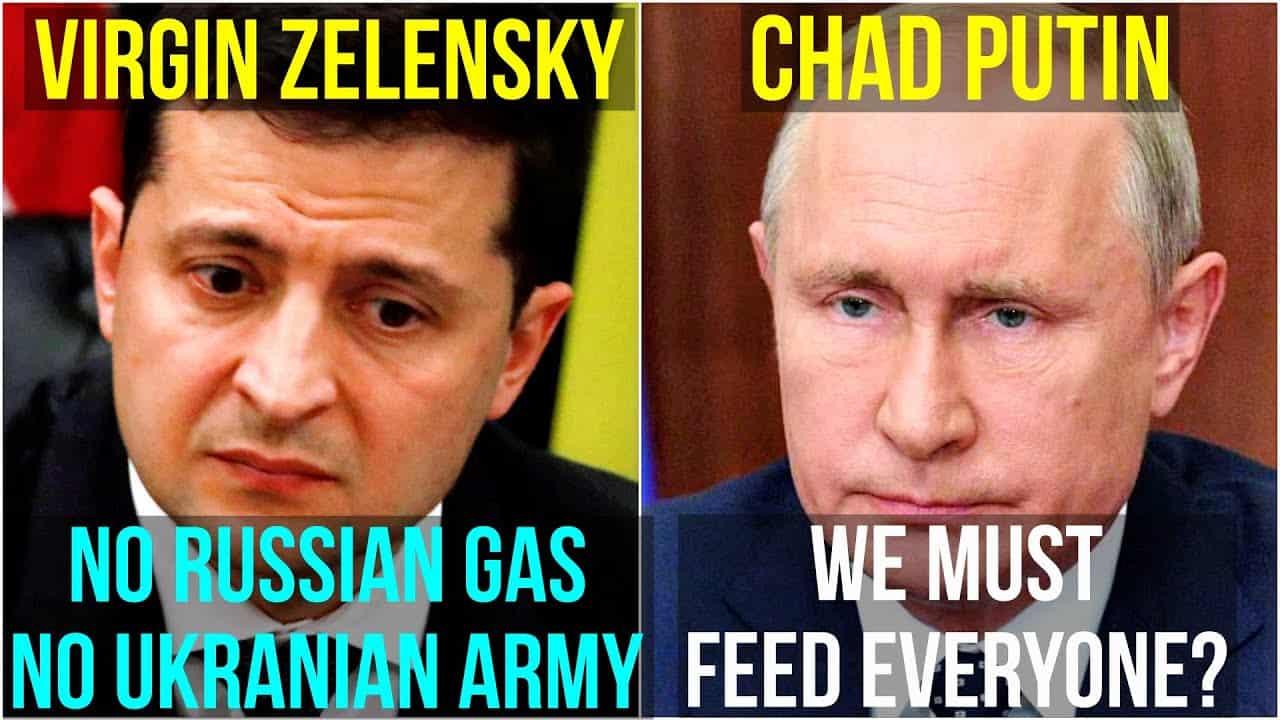 VIRGIN ZELENSKY
CHAD PUTIN
NO RUSSIAN GAS
NO UKRANIAN ARMY
WE MUST
FEED EVERYONE?